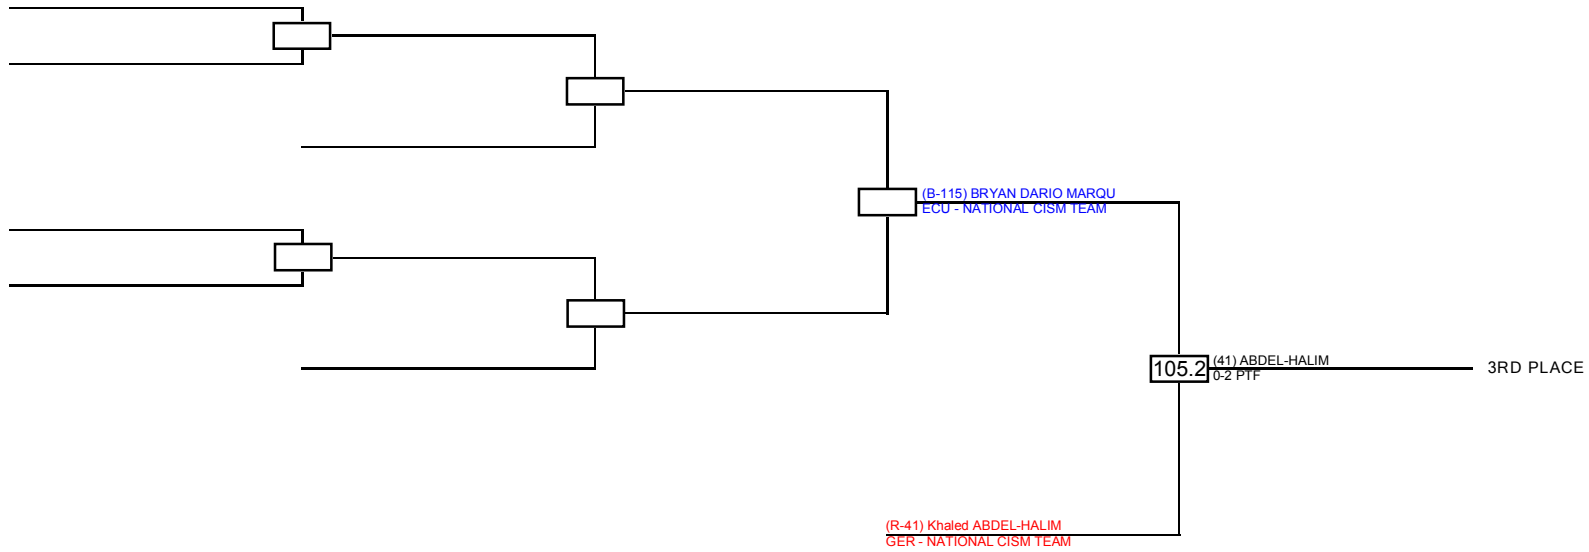 (B-115) BRYAN DARIO MARQU
ECU - NATIONAL CISM TEAM
105.2
(41) ABDEL-HALIM
0-2 PTF
3RD PLACE
(R-41) Khaled ABDEL-HALIM
GER - NATIONAL CISM TEAM